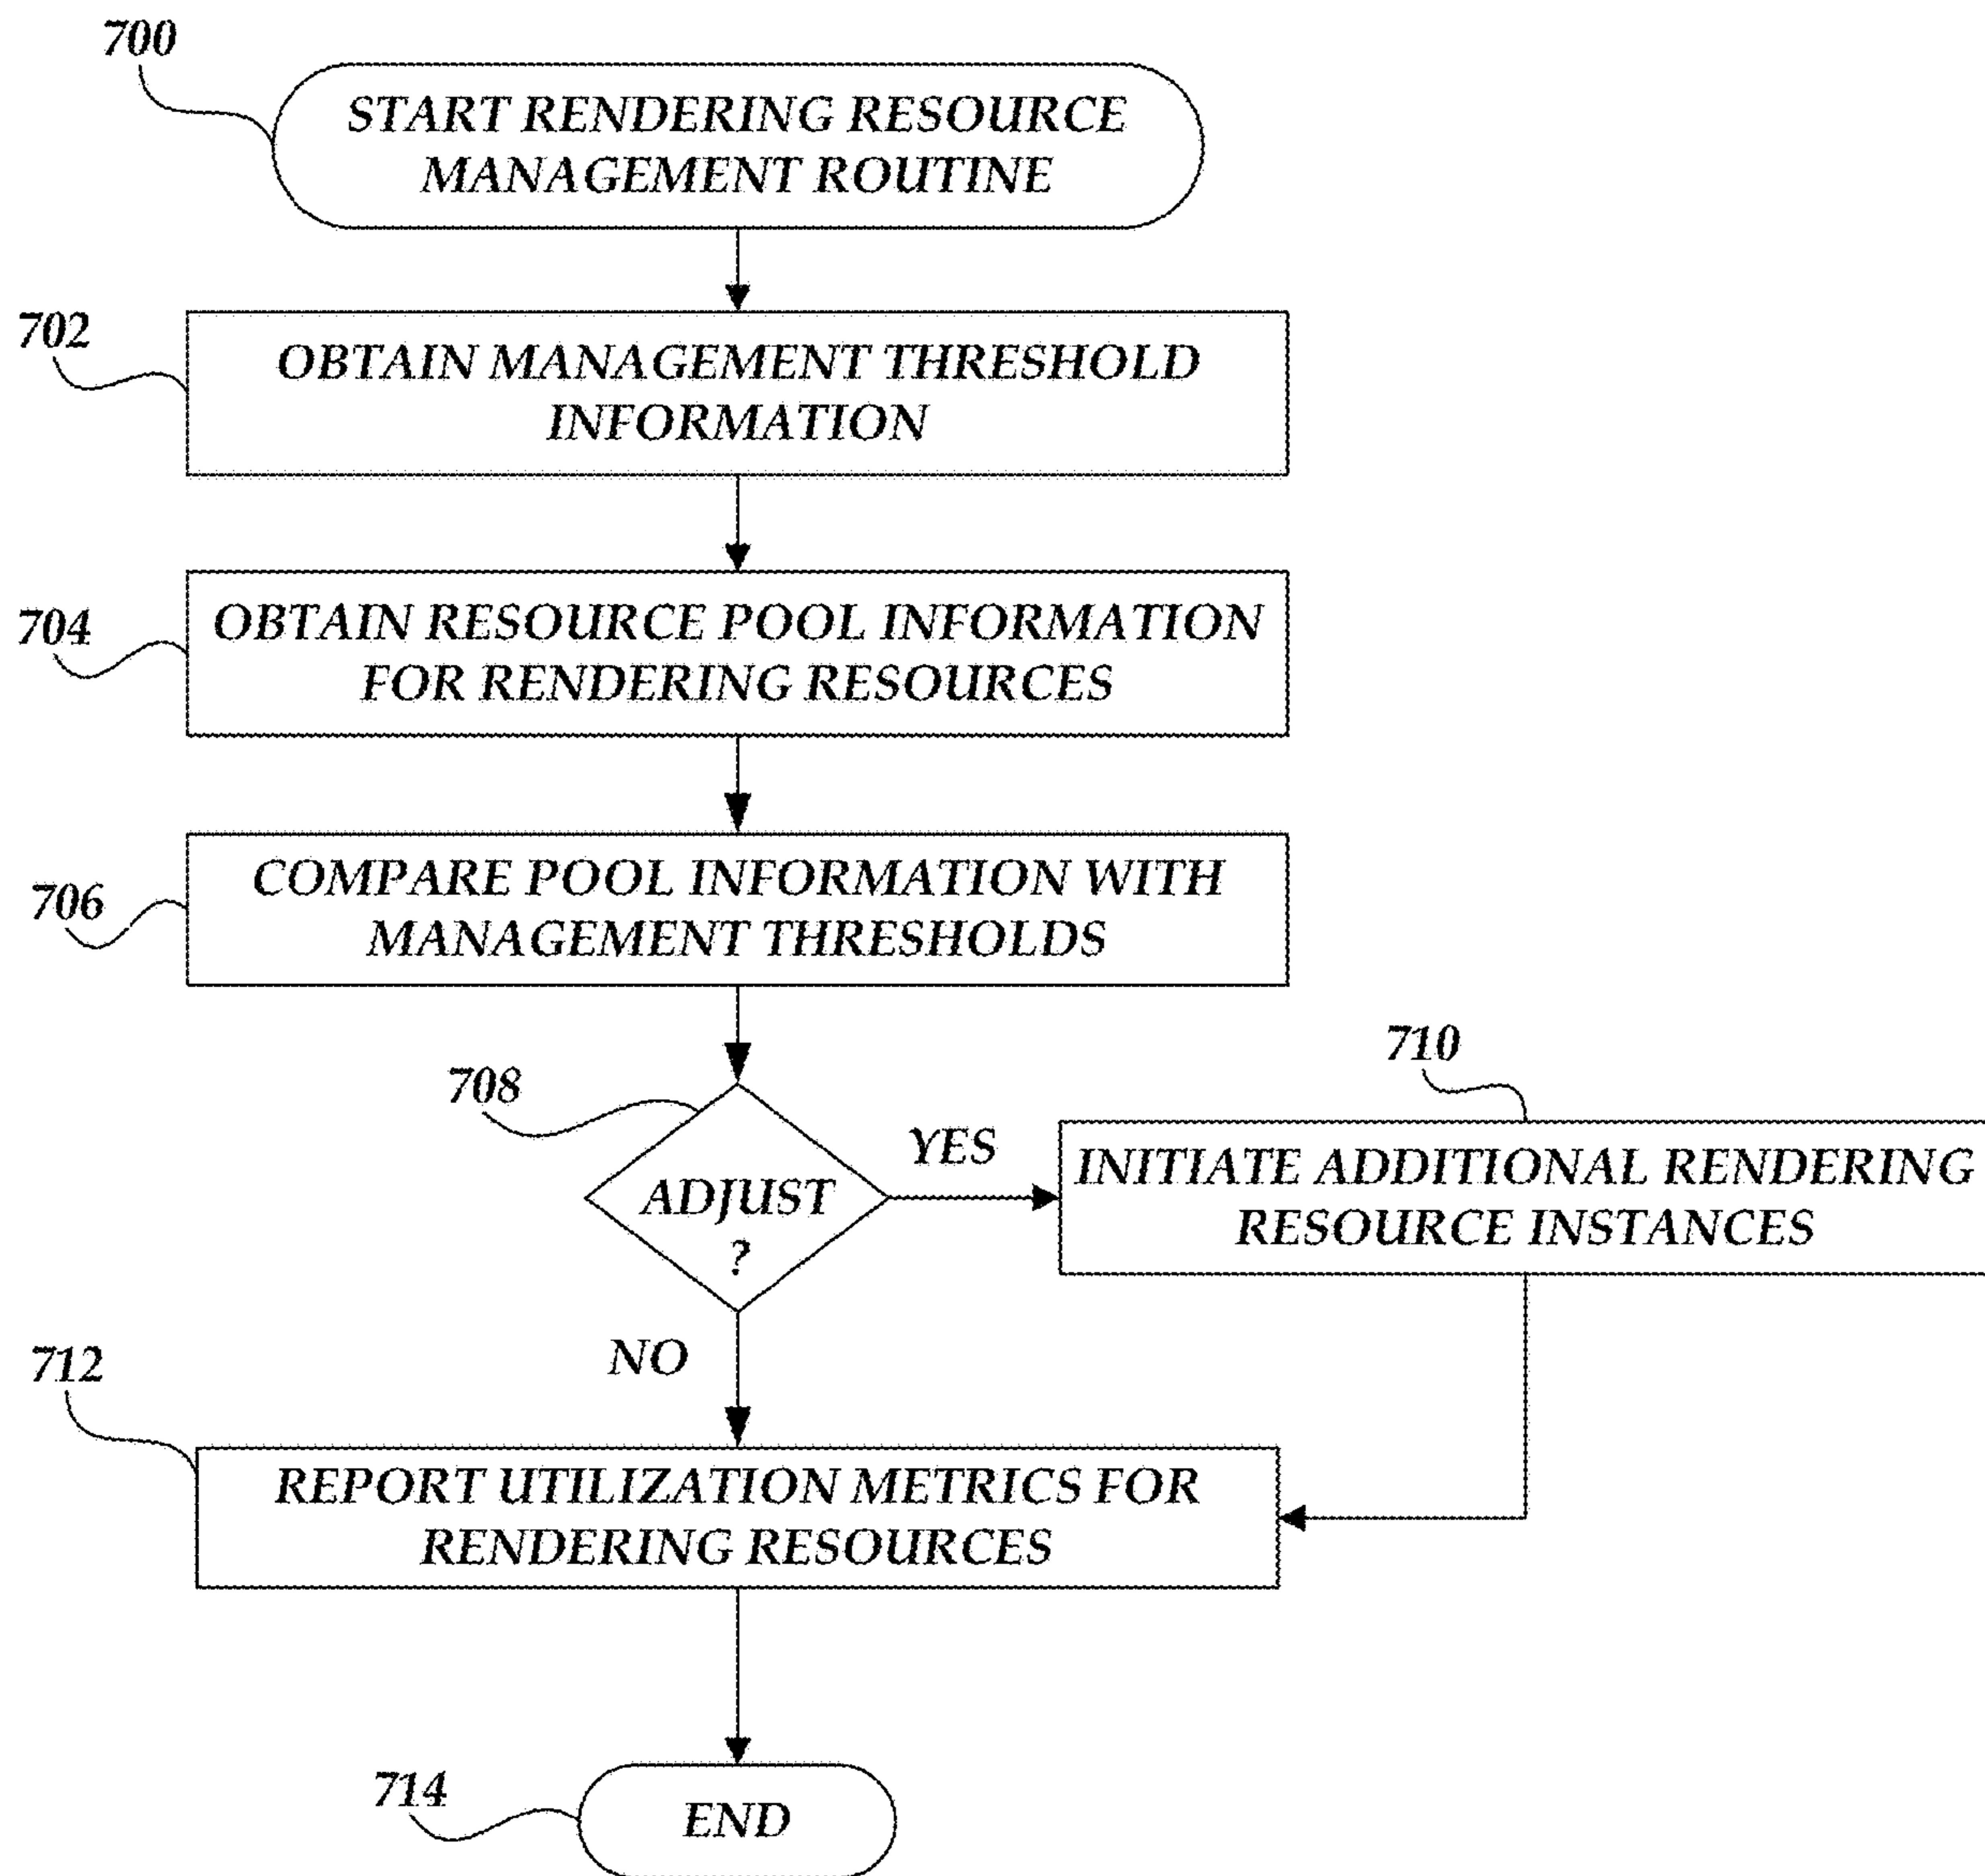 700
START RENDERING RESOURCE
MANAGEMENT ROUTINE
702
OBTAIN MANAGEMENT THRESHOLD
INFORMATION
704
OBTAIN RESOURCE POOL INFORMATION
FOR RENDERING RESOURCES
706
COMPARE POOL INFORMATION WITH
MANAGEMENT THRESHOLDS
708
ADJUST
?
YES
710
INITIATE ADDITIONAL RENDERING
RESOURCE INSTANCES
NO
712
REPORT UTILIZATION METRICS FOR
RENDERING RESOURCES
714
END